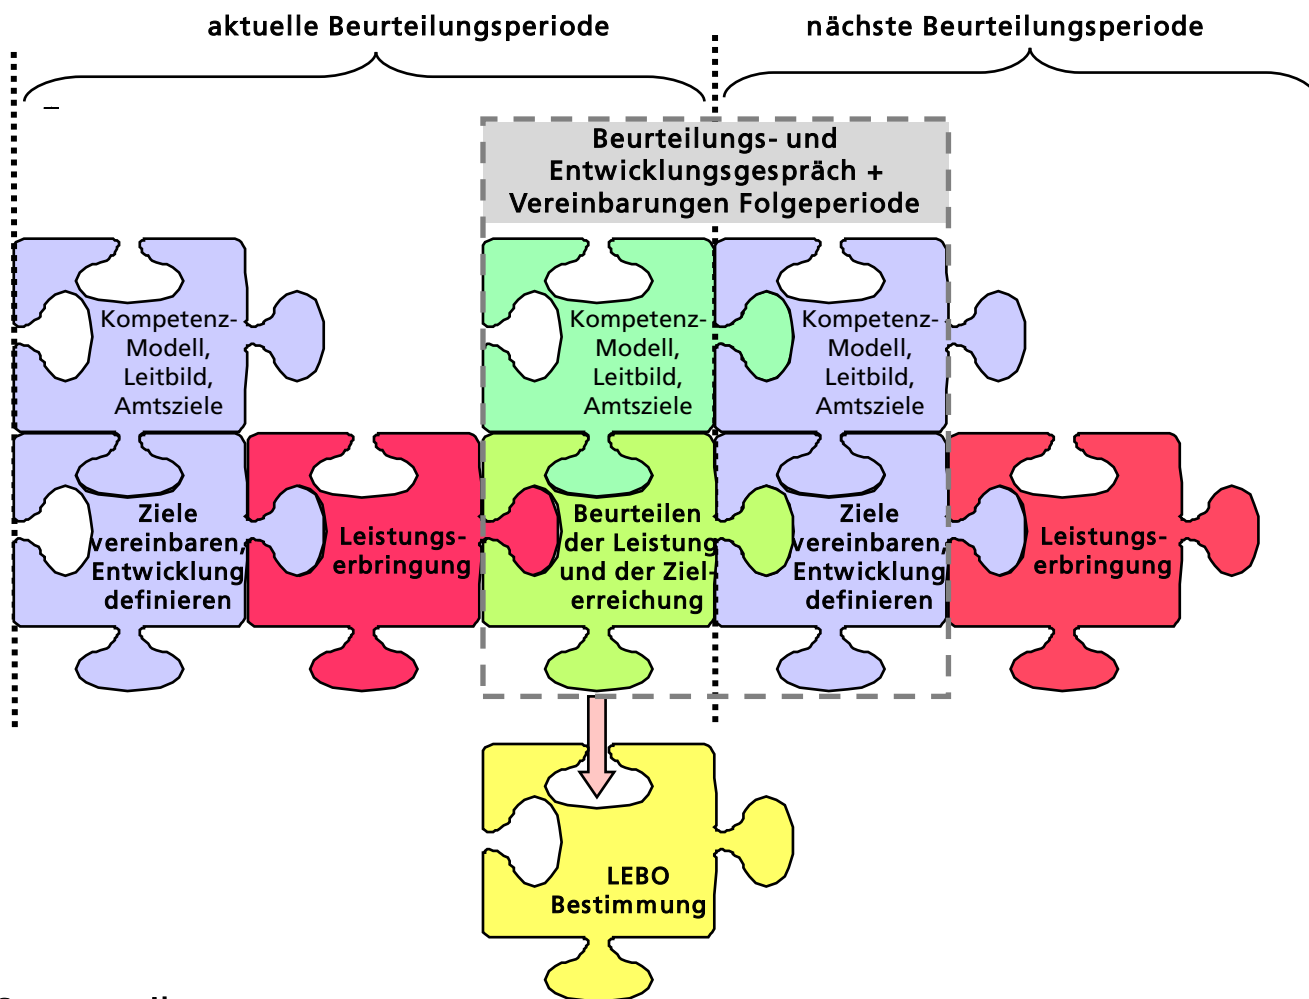 aktuelle Beurteilungsperiode
nächste Beurteilungsperiode
Beurteilungs- und
Entwicklungsgespräch +
Vereinbarungen Folgeperiode
Kompetenz-
Modell,
Leitbild,
Amtsziele
Kompetenz-
Modell,
Leitbild,
Amtsziele
Kompetenz-
Modell,
Leitbild,
Amtsziele
Ziele
vereinbaren,
Entwicklung
definieren
Leistungs-
erbringung
Beurteilen
der Leistung
und der Ziel-
erreichung
Ziele
vereinbaren,
Entwicklung
definieren
Leistungs-
erbringung
LEBO
Bestimmung